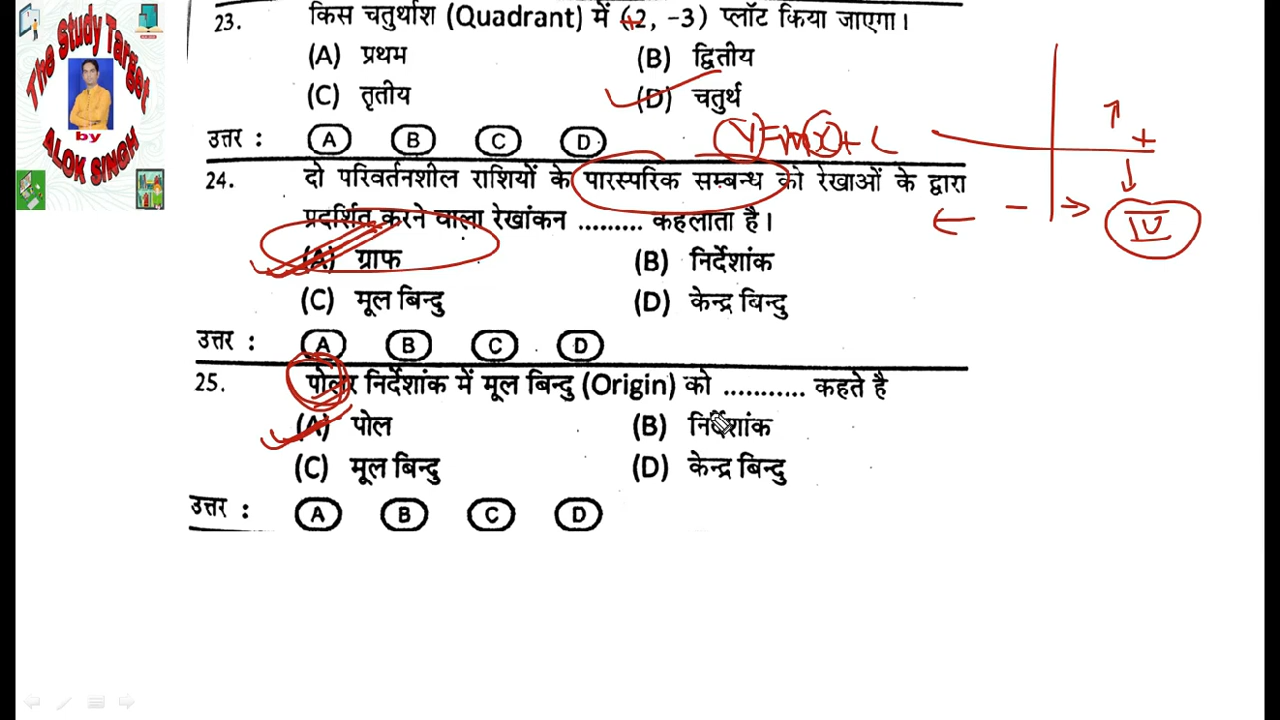 The Study Target
by
ALOK SINGH
23. किस चतुर्थाश (Quadrant) में (+2, -3) प्लॉट किया जाएगा।
(A) प्रथम (B) द्वितीय
(C) तृतीय (D) चतुर्थ
उत्तर : A B C D
y=mx+c
+
-
IV
24. दो परिवर्तनशील राशियों के पारस्परिक सम्बन्ध को रेखाओं के द्वारा
प्रदर्शित करने वाला रेखांकन ......... कहलाता है।
(A) ग्राफ (B) निर्देशांक
(C) मूल बिन्दु (D) केन्द्र बिन्दु
उत्तर : A B C D
25. पोलर निर्देशांक में मूल बिन्दु (Origin) को ........... कहते है
(A) पोल (B) निर्देशांक
(C) मूल बिन्दु (D) केन्द्र बिन्दु
उत्तर : A B C D